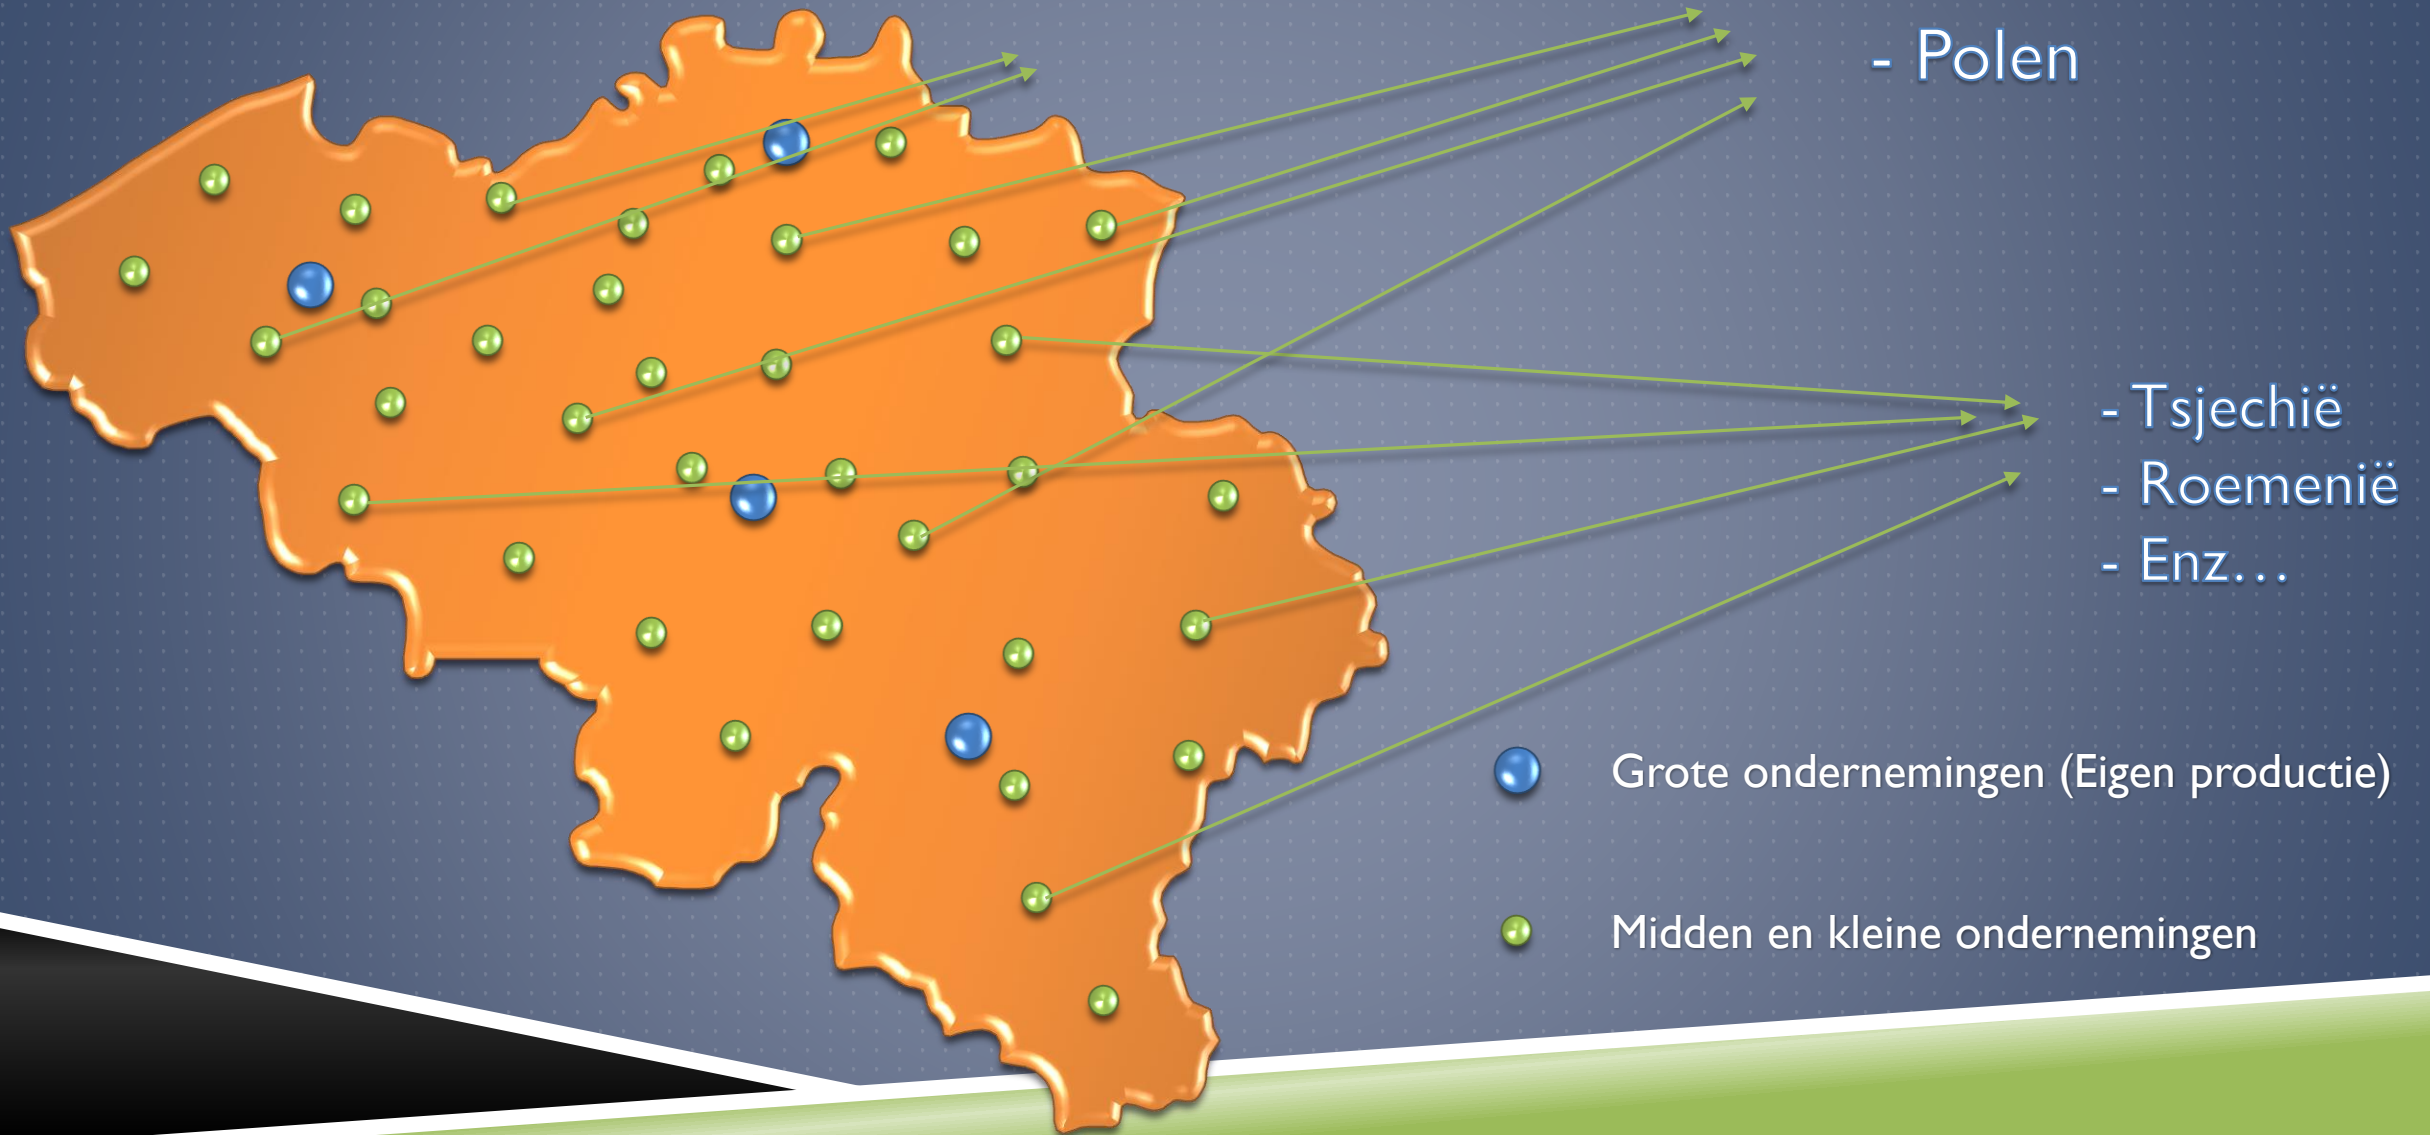 - Polen
- Tsjechië
- Roemenië
- Enz…
Grote ondernemingen (Eigen productie)
Midden en kleine ondernemingen